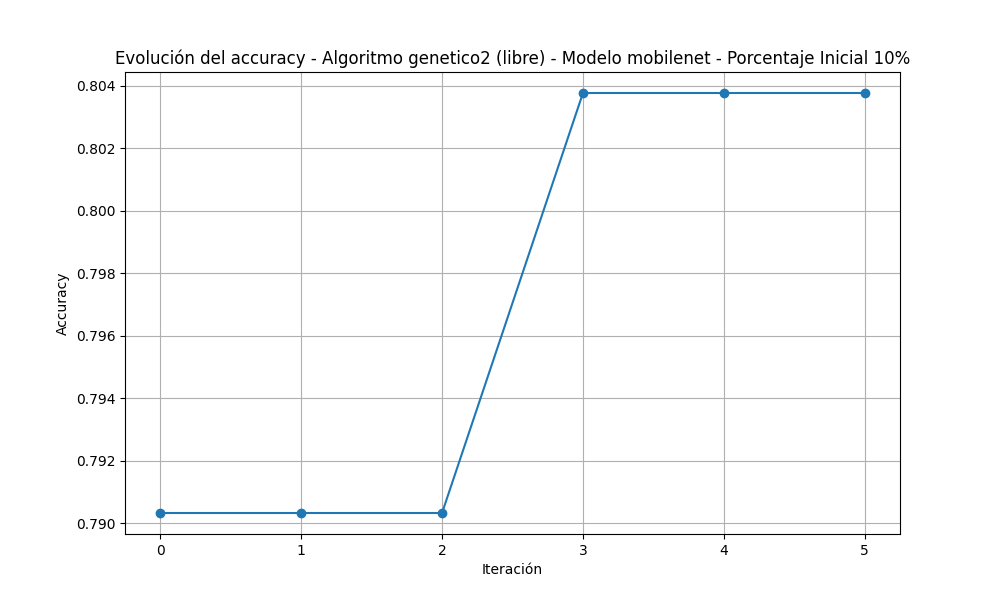 Evolución del accuracy - Algoritmo genetico2 (libre) - Modelo mobilenet - Porcentaje Inicial 10%
0.804
0.802
0.800
0.798
0.796
0.794
0.792
0.790
Accuracy
0 1 2 3 4 5
Iteración